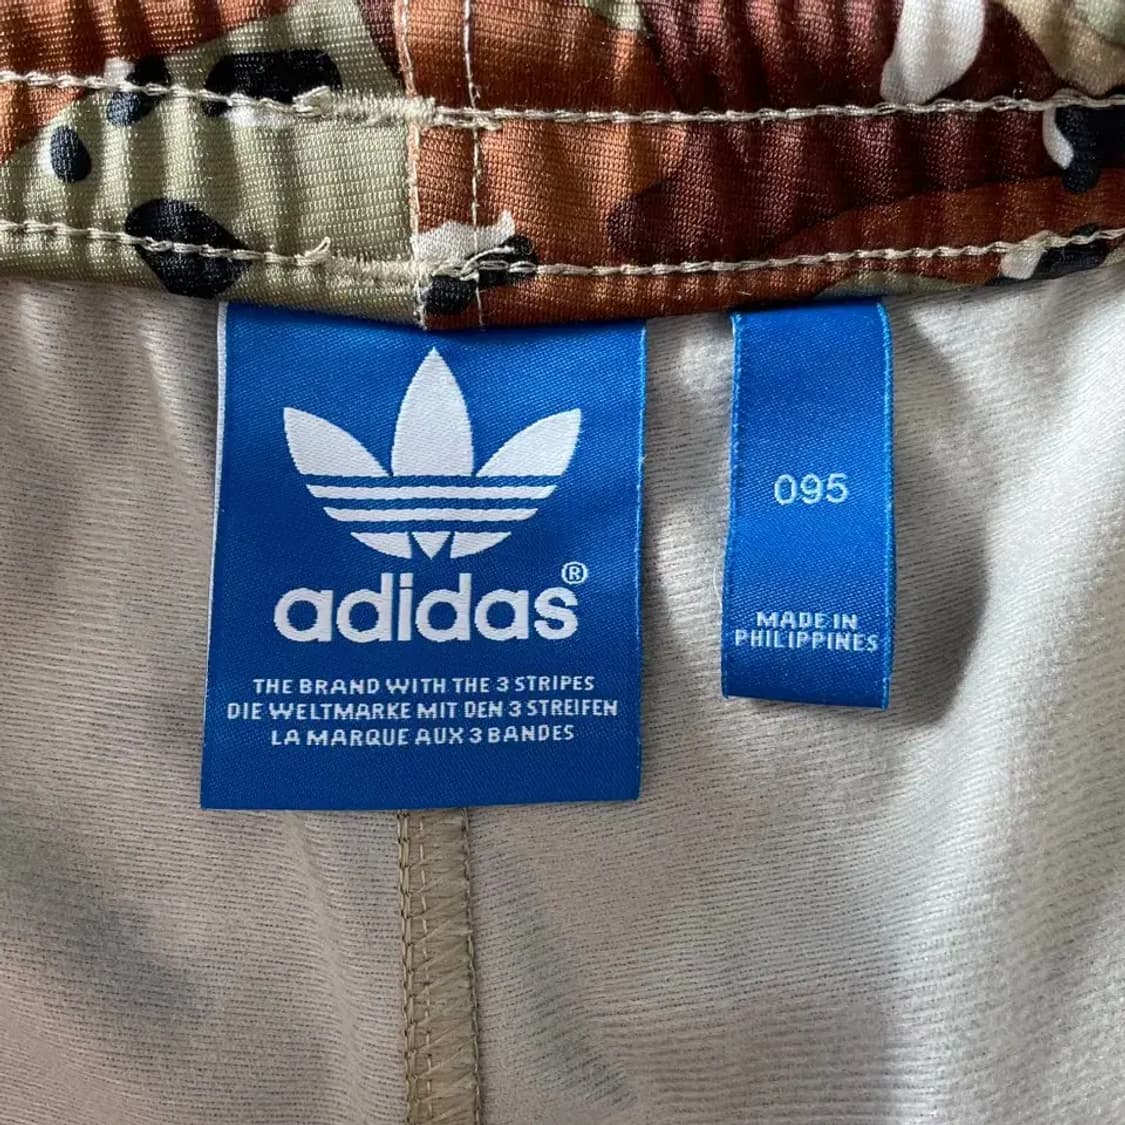 adidas®
THE BRAND WITH THE 3 STRIPES
DIE WELTMARKE MIT DEN 3 STREIFEN
LA MARQUE AUX 3 BANDES
095
MADE IN
PHILIPPINES